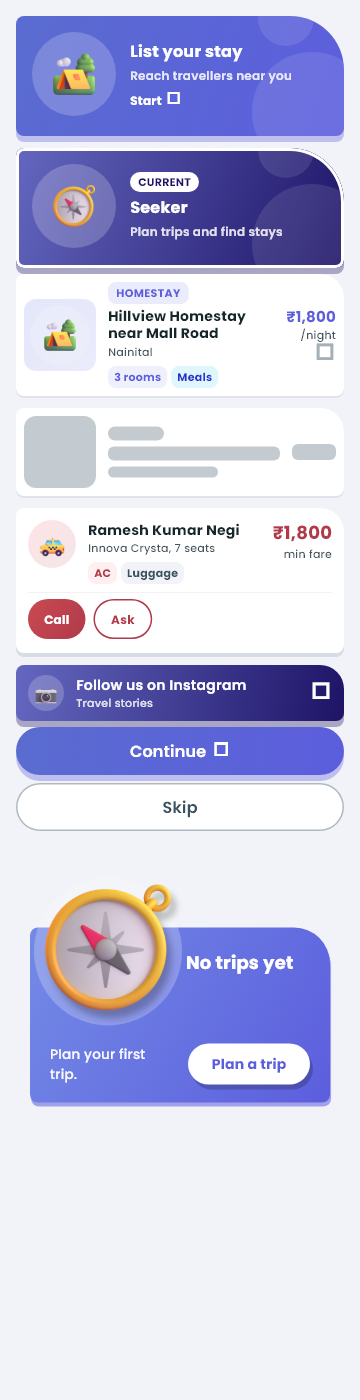 List your stay
Reach travellers near you
Start
CURRENT
Seeker
Plan trips and find stays
HOMESTAY
Hillview Homestay
near Mall Road
₹1,800
/night
Nainital
3 rooms Meals
Ramesh Kumar Negi
₹1,800
Innova Crysta, 7 seats
min fare
AC Luggage
Call Ask
Follow us on Instagram
Travel stories
Continue
Skip
No trips yet
Plan your first
trip.
Plan a trip